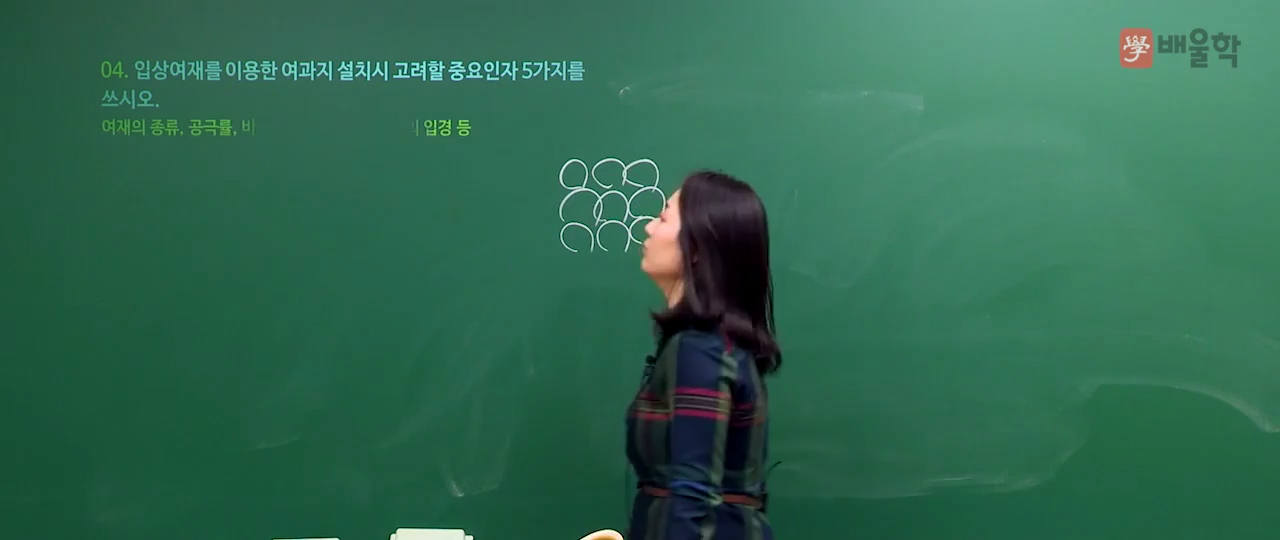 學 배울학
04. 입상여재를 이용한 여과지 설치시 고려할 중요인자 5가지를
쓰시오.
여재의 종류, 공극률, 비 입경 등